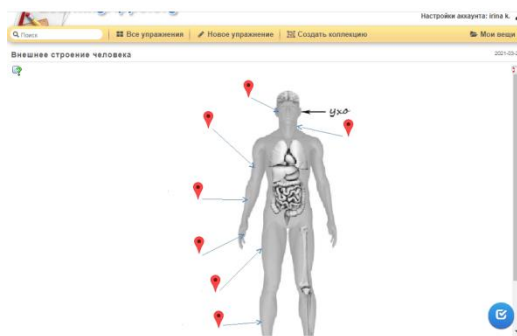 Настройки аккаунта: irina k.
Поиск
Все упражнения
Новое упражнение
Создать коллекцию
Мои вещи
Внешнее строение человека
ухо